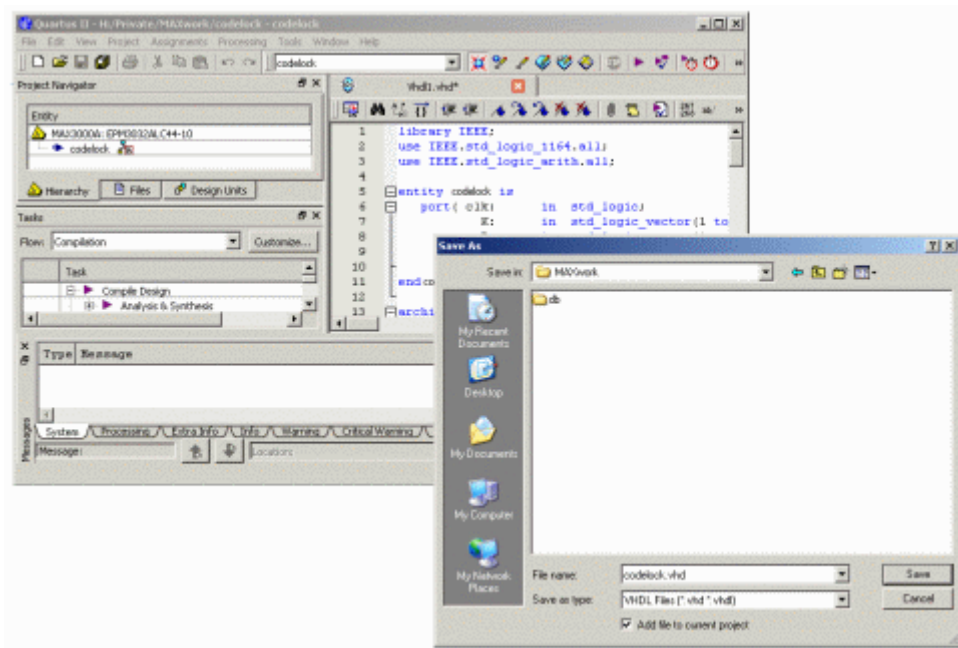 Quartus II - H:/Private/MAXwork/codelock - codelock
File Edit View Project Assignments Processing Tools Window Help
codelock
Project Navigator
Vhdl1.vhd*
Entity
MAX3000A: EPM3032ALC44-10
codelock
Hierarchy Files Design Units
Tasks
Flow: Compilation Customize...
Task
Compile Design
Analysis & Synthesis
1 library IEEE;
2 use IEEE.std_logic_1164.all;
3 use IEEE.std_logic_arith.all;
4
5 entity codelock is
6 port( clk: in std_logic;
7 K: in std_logic_vector(1 to
8
9
10
11 end co
12
13 archi
Type Message
System Processing Extra Info Info Warning Critical Warning
Messages
Message:
Location:
Save As
Save in: MAXwork
db
My Recent
Documents
Desktop
My Documents
My Computer
My Network
Places
File name: codelock.vhd Save
Save as type: VHDL Files (*.vhd *.vhdl) Cancel
Add file to current project